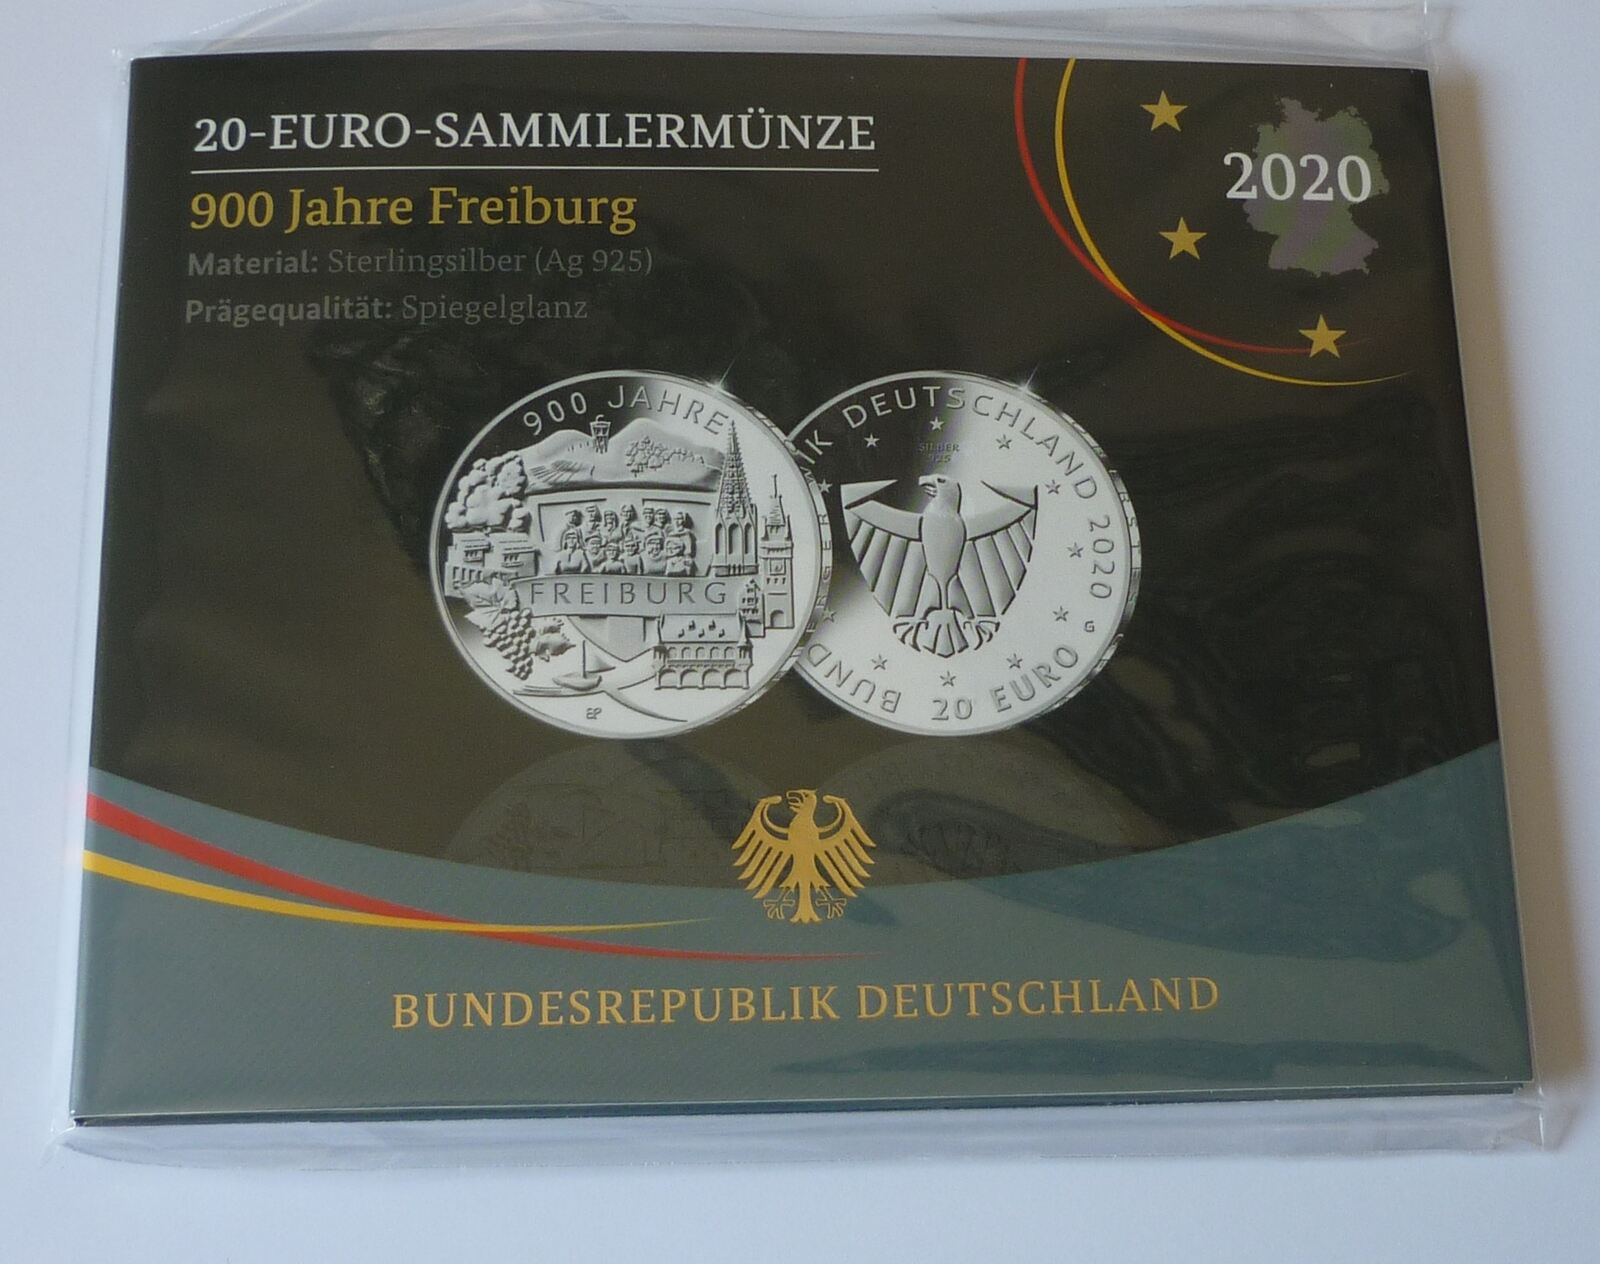 20-EURO-SAMMLERMÜNZE
900 Jahre Freiburg
Material: Sterlingsilber (Ag 925)
Prägequalität: Spiegelglanz
2020
900 JAHRE
FREIBURG
BUND DEUTSCHLAND 2020 G
SILBER
925
20 EURO
BUNDESREPUBLIK DEUTSCHLAND